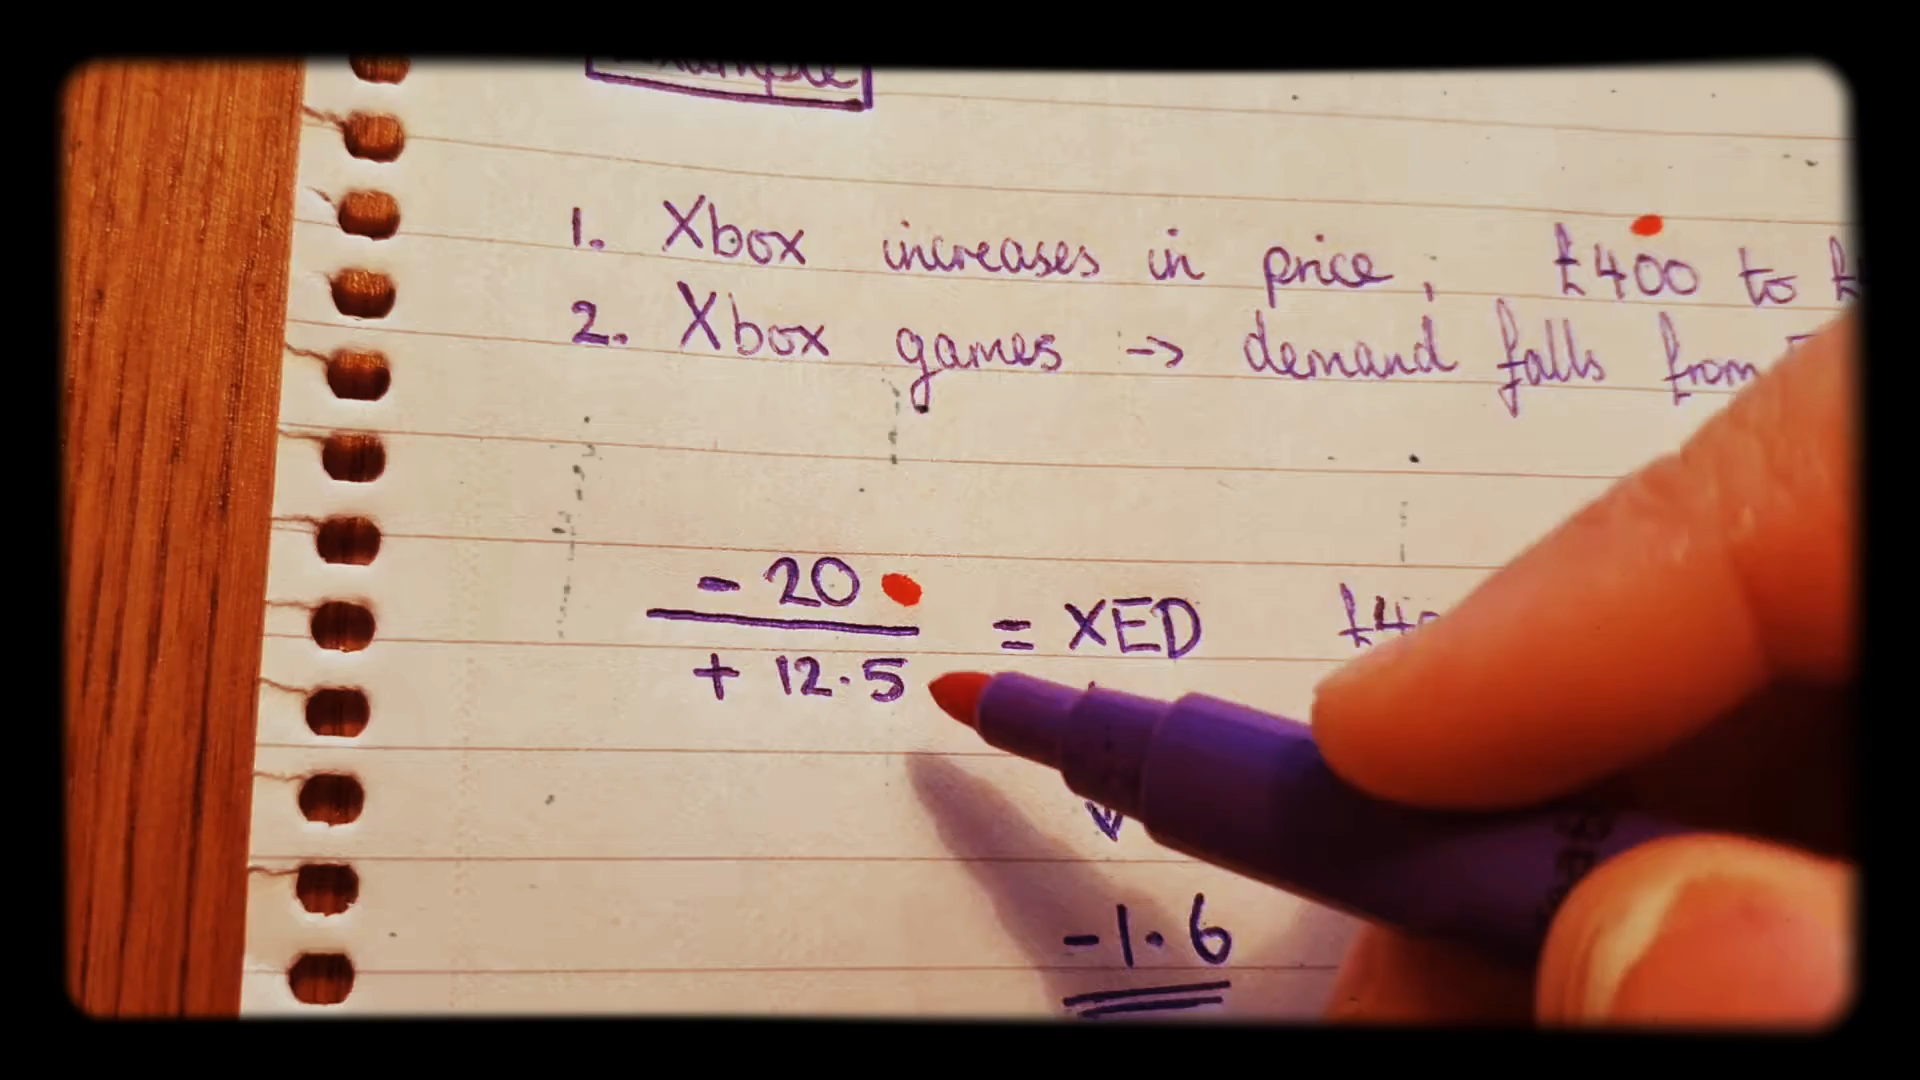 1. Xbox increases in price ; £400 to £
2. Xbox games -> demand falls from
- 20
+ 12.5
= XED
£40
-1.6